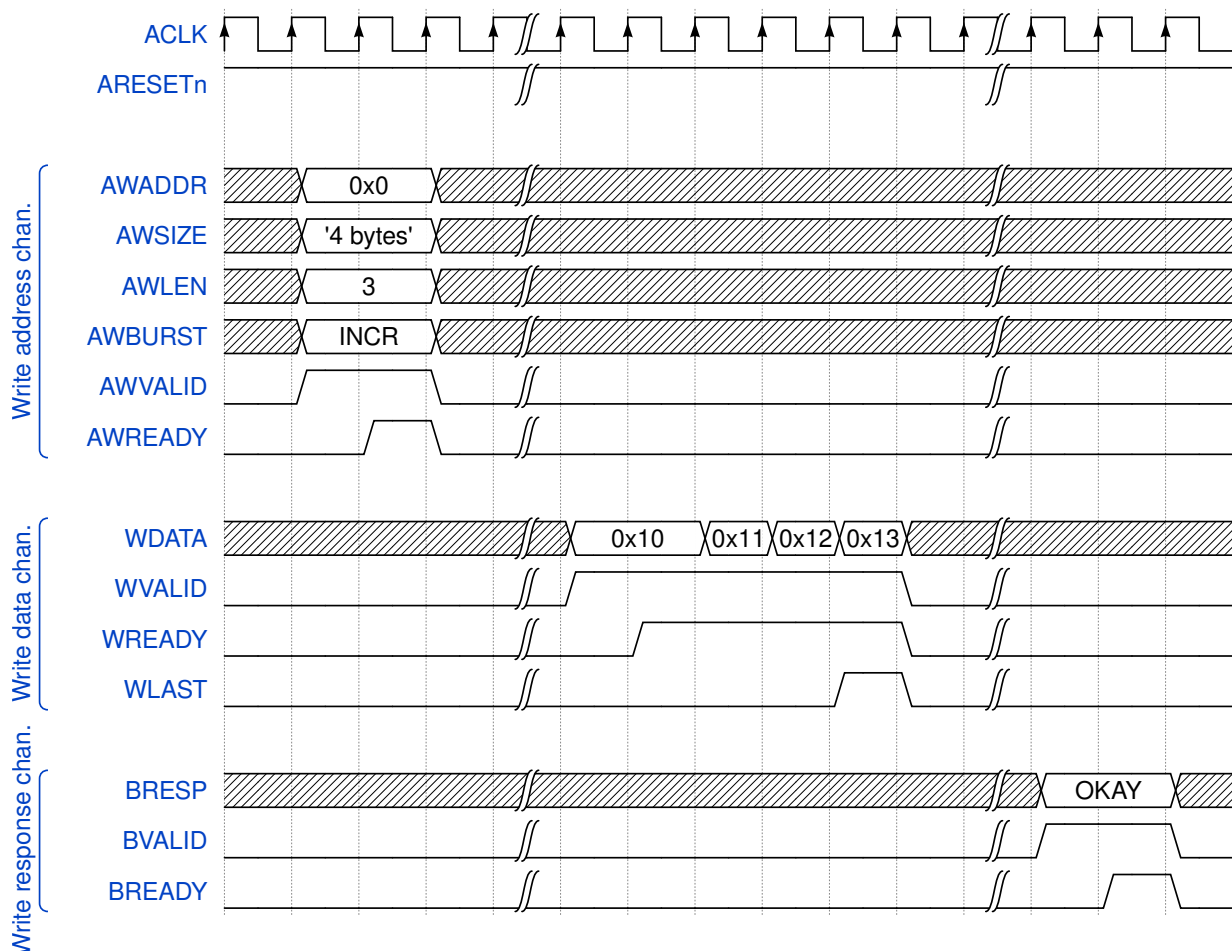 ACLK
ARESETn
Write address chan.
AWADDR 0x0
AWSIZE '4 bytes'
AWLEN 3
AWBURST INCR
AWVALID
AWREADY
Write data chan.
WDATA 0x10 0x11 0x12 0x13
WVALID
WREADY
WLAST
Write response chan.
BRESP OKAY
BVALID
BREADY